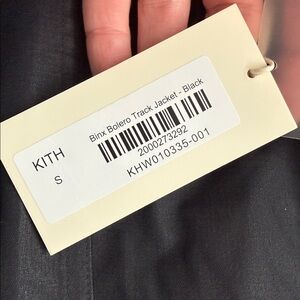 KITH
S
Binx Bolero Track Jacket - Black
2000273292
KHW010335-001